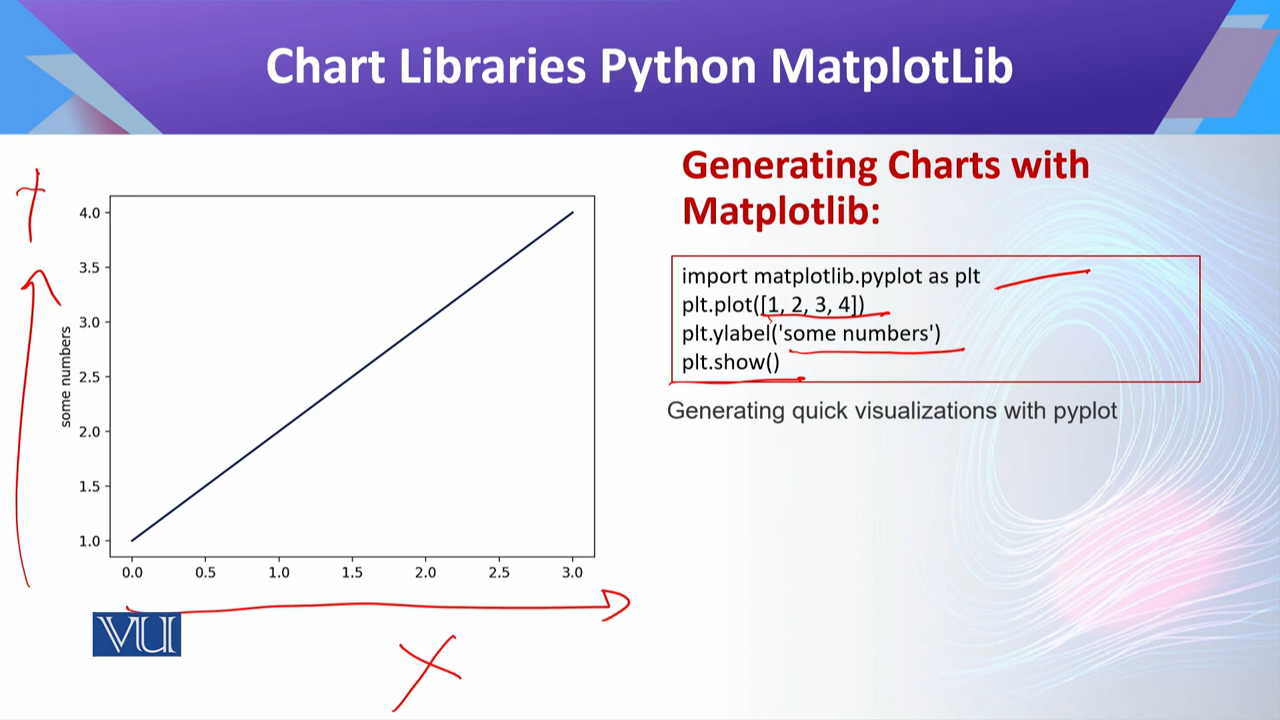 Chart Libraries Python MatplotLib
Generating Charts with
Matplotlib:
import matplotlib.pyplot as plt
plt.plot([1, 2, 3, 4])
plt.ylabel('some numbers')
plt.show()
Generating quick visualizations with pyplot
4.0
3.5
3.0
2.5
2.0
1.5
1.0
some numbers
0.0 0.5 1.0 1.5 2.0 2.5 3.0
X
VU